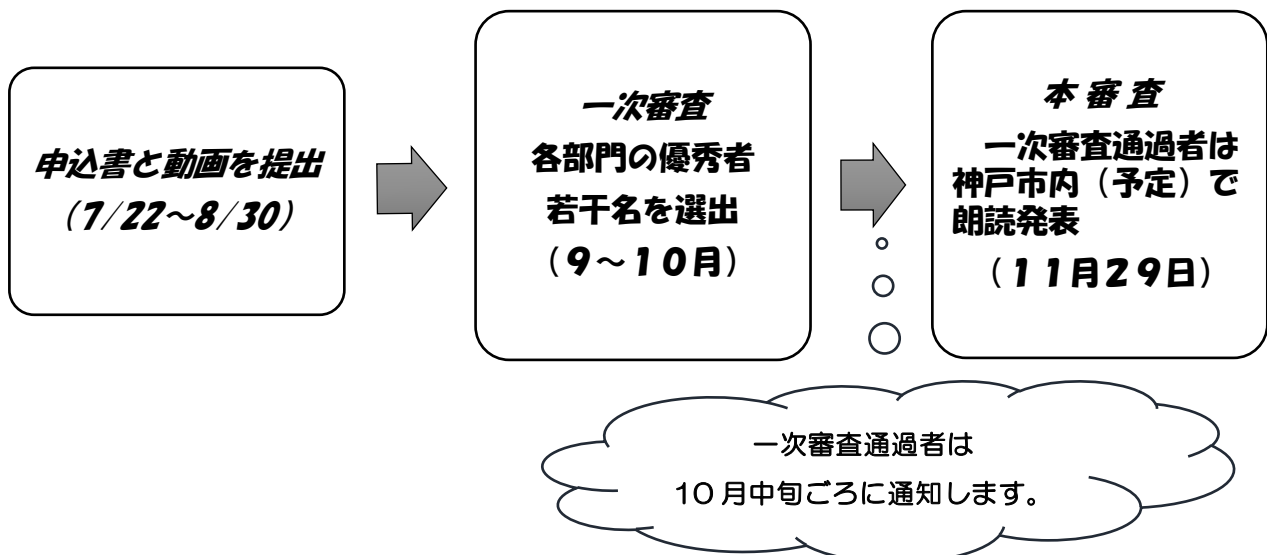 申込書と動画を提出
（7/22～8/30）
一次審査
各部門の優秀者
若干名を選出
（９～１０月）
本 審 査
一次審査通過者は
神戸市内（予定）で
朗読発表
（１１月２９日）
一次審査通過者は
10 月中旬ごろに通知します。